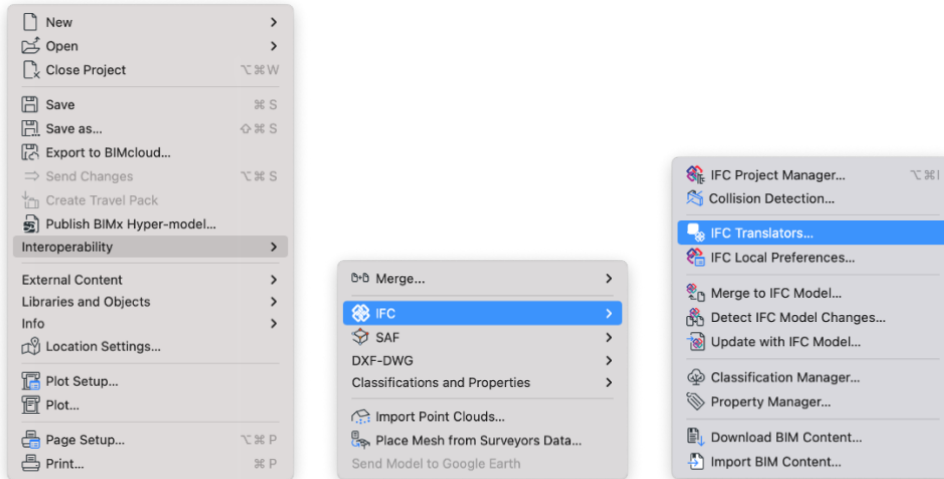 New
Open
Close Project ⌥⌘W
Save ⌘ S
Save as... ⇧⌘ S
Export to BIMcloud...
Send Changes ⌥⌘ S
Create Travel Pack
Publish BIMx Hyper-model...
Interoperability
External Content
Libraries and Objects
Info
Location Settings...
Plot Setup...
Plot...
Page Setup... ⌥⌘ P
Print... ⌘ P
Merge...
IFC
SAF
DXF-DWG
Classifications and Properties
Import Point Clouds...
Place Mesh from Surveyors Data...
Send Model to Google Earth
IFC Project Manager... ⌥⌘I
Collision Detection...
IFC Translators...
IFC Local Preferences...
Merge to IFC Model...
Detect IFC Model Changes...
Update with IFC Model...
Classification Manager...
Property Manager...
Download BIM Content...
Import BIM Content...